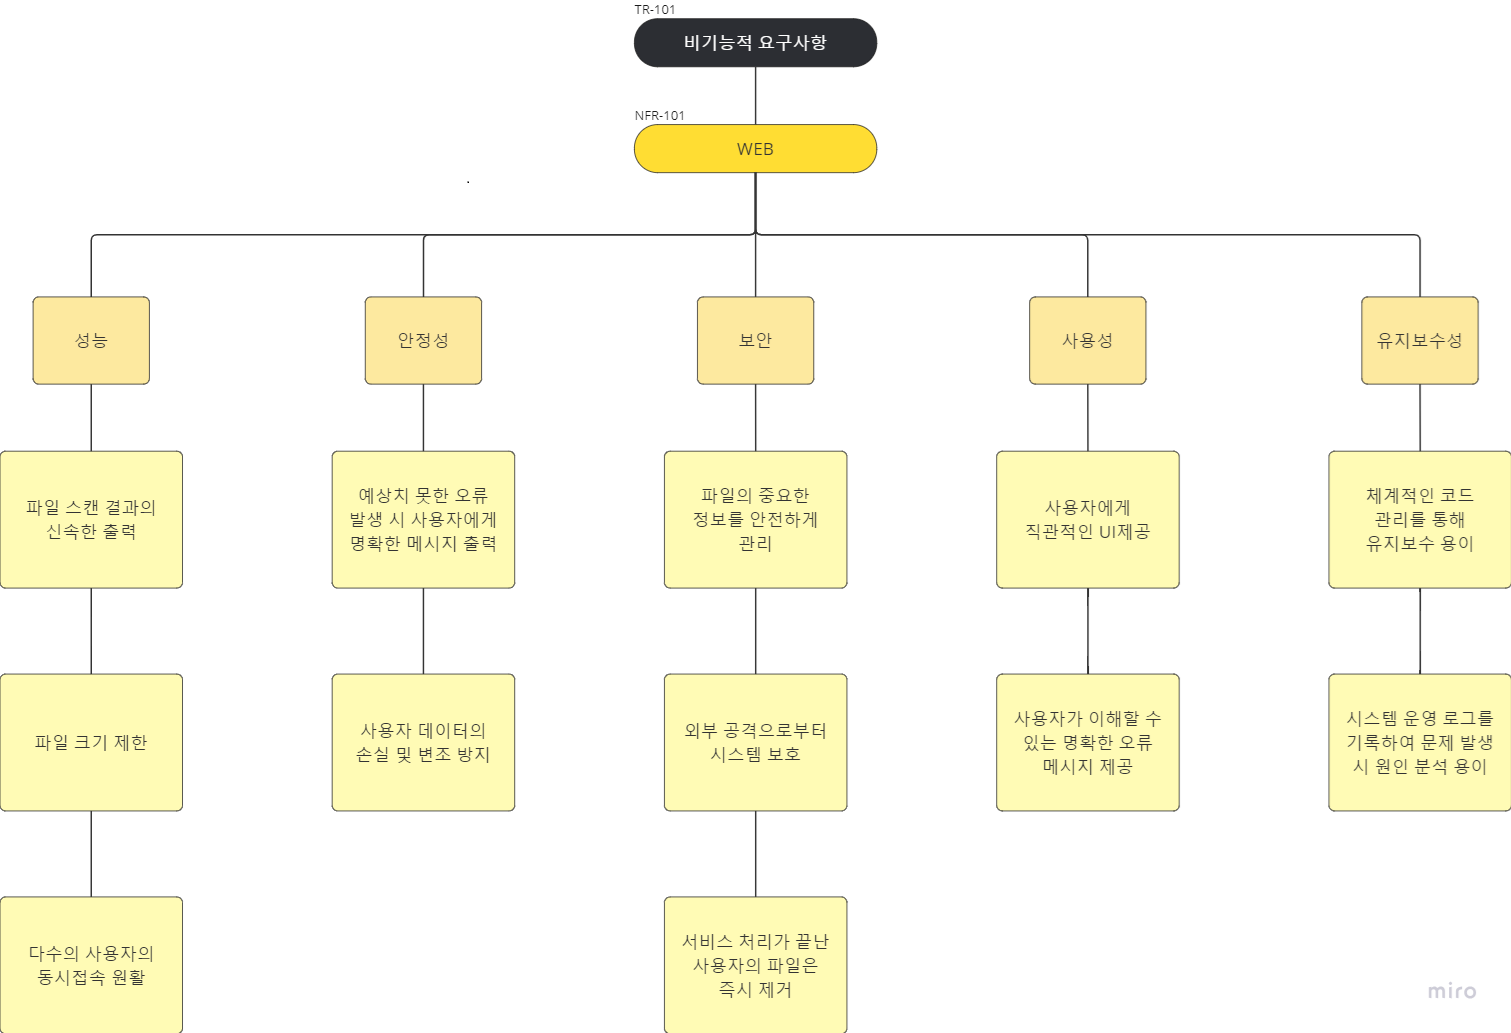 TR-101
비기능적 요구사항
NFR-101
WEB
성능
안정성
보안
사용성
유지보수성
파일 스캔 결과의
신속한 출력
예상치 못한 오류
발생 시 사용자에게
명확한 메시지 출력
파일의 중요한
정보를 안전하게
관리
사용자에게
직관적인 UI제공
체계적인 코드
관리를 통해
유지보수 용이
파일 크기 제한
사용자 데이터의
손실 및 변조 방지
외부 공격으로부터
시스템 보호
사용자가 이해할 수
있는 명확한 오류
메시지 제공
시스템 운영 로그를
기록하여 문제 발생
시 원인 분석 용이
다수의 사용자의
동시접속 원활
서비스 처리가 끝난
사용자의 파일은
즉시 제거
miro